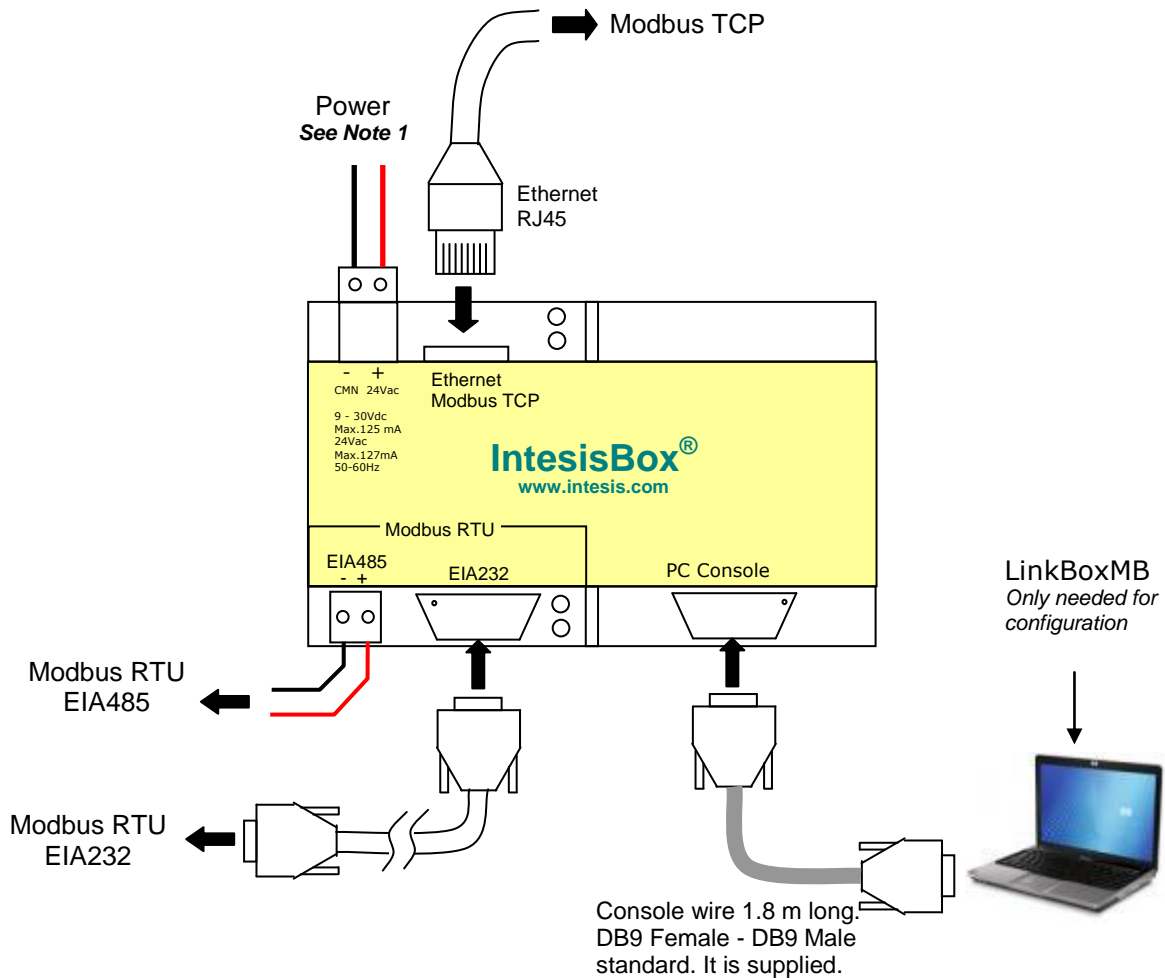 Modbus TCP
Power
See Note 1
Ethernet
RJ45
- +
CMN 24Vac
9 - 30Vdc
Max.125 mA
24Vac
Max.127mA
50-60Hz
Ethernet
Modbus TCP
IntesisBox®
www.intesis.com
Modbus RTU
EIA485
- +
EIA232
PC Console
LinkBoxMB
Only needed for
configuration
Modbus RTU
EIA485
Modbus RTU
EIA232
Console wire 1.8 m long.
DB9 Female - DB9 Male
standard. It is supplied.